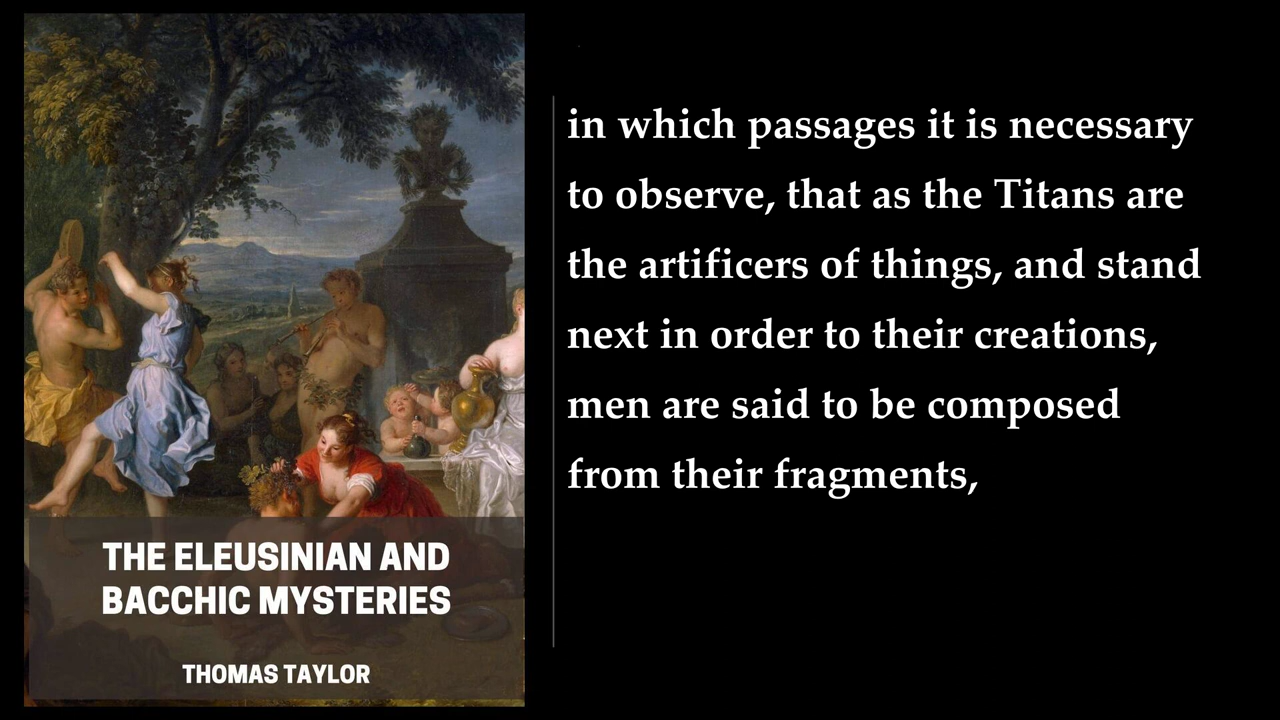 in which passages it is necessary
to observe, that as the Titans are
the artificers of things, and stand
next in order to their creations,
men are said to be composed
from their fragments,
THE ELEUSINIAN AND
BACCHIC MYSTERIES
THOMAS TAYLOR